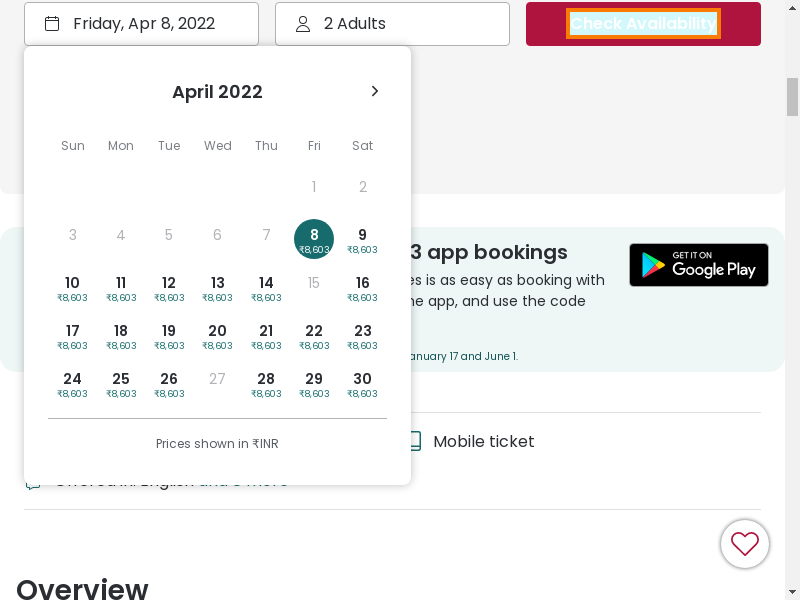 Friday, Apr 8, 2022
2 Adults
Check Availability
April 2022
Sun Mon Tue Wed Thu Fri Sat
1 2
3 4 5 6 7 8 9
₹8,603 ₹8,603
10 11 12 13 14 15 16
₹8,603 ₹8,603 ₹8,603 ₹8,603 ₹8,603 ₹8,603
17 18 19 20 21 22 23
₹8,603 ₹8,603 ₹8,603 ₹8,603 ₹8,603 ₹8,603 ₹8,603
24 25 26 27 28 29 30
₹8,603 ₹8,603 ₹8,603 ₹8,603 ₹8,603 ₹8,603
Prices shown in ₹INR
3 app bookings
es is as easy as booking with
e app, and use the code
anuary 17 and June 1.
GET IT ON
Google Play
Mobile ticket
Offered in: English and 3 more
Overview